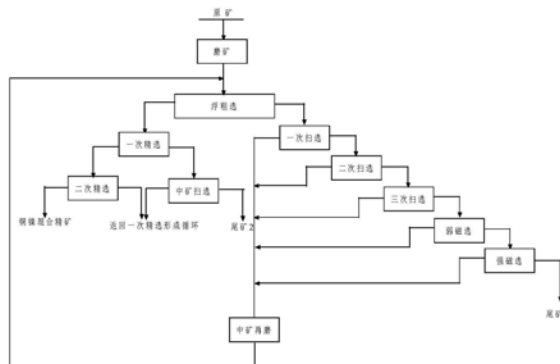 原 矿
磨矿
浮粗选
一次精选
一次扫选
二次扫选
二次精选
中矿扫选
三次扫选
铜镍混合精矿
返回一次精选形成循环
尾矿2
弱磁选
强磁选
尾矿
中矿再磨